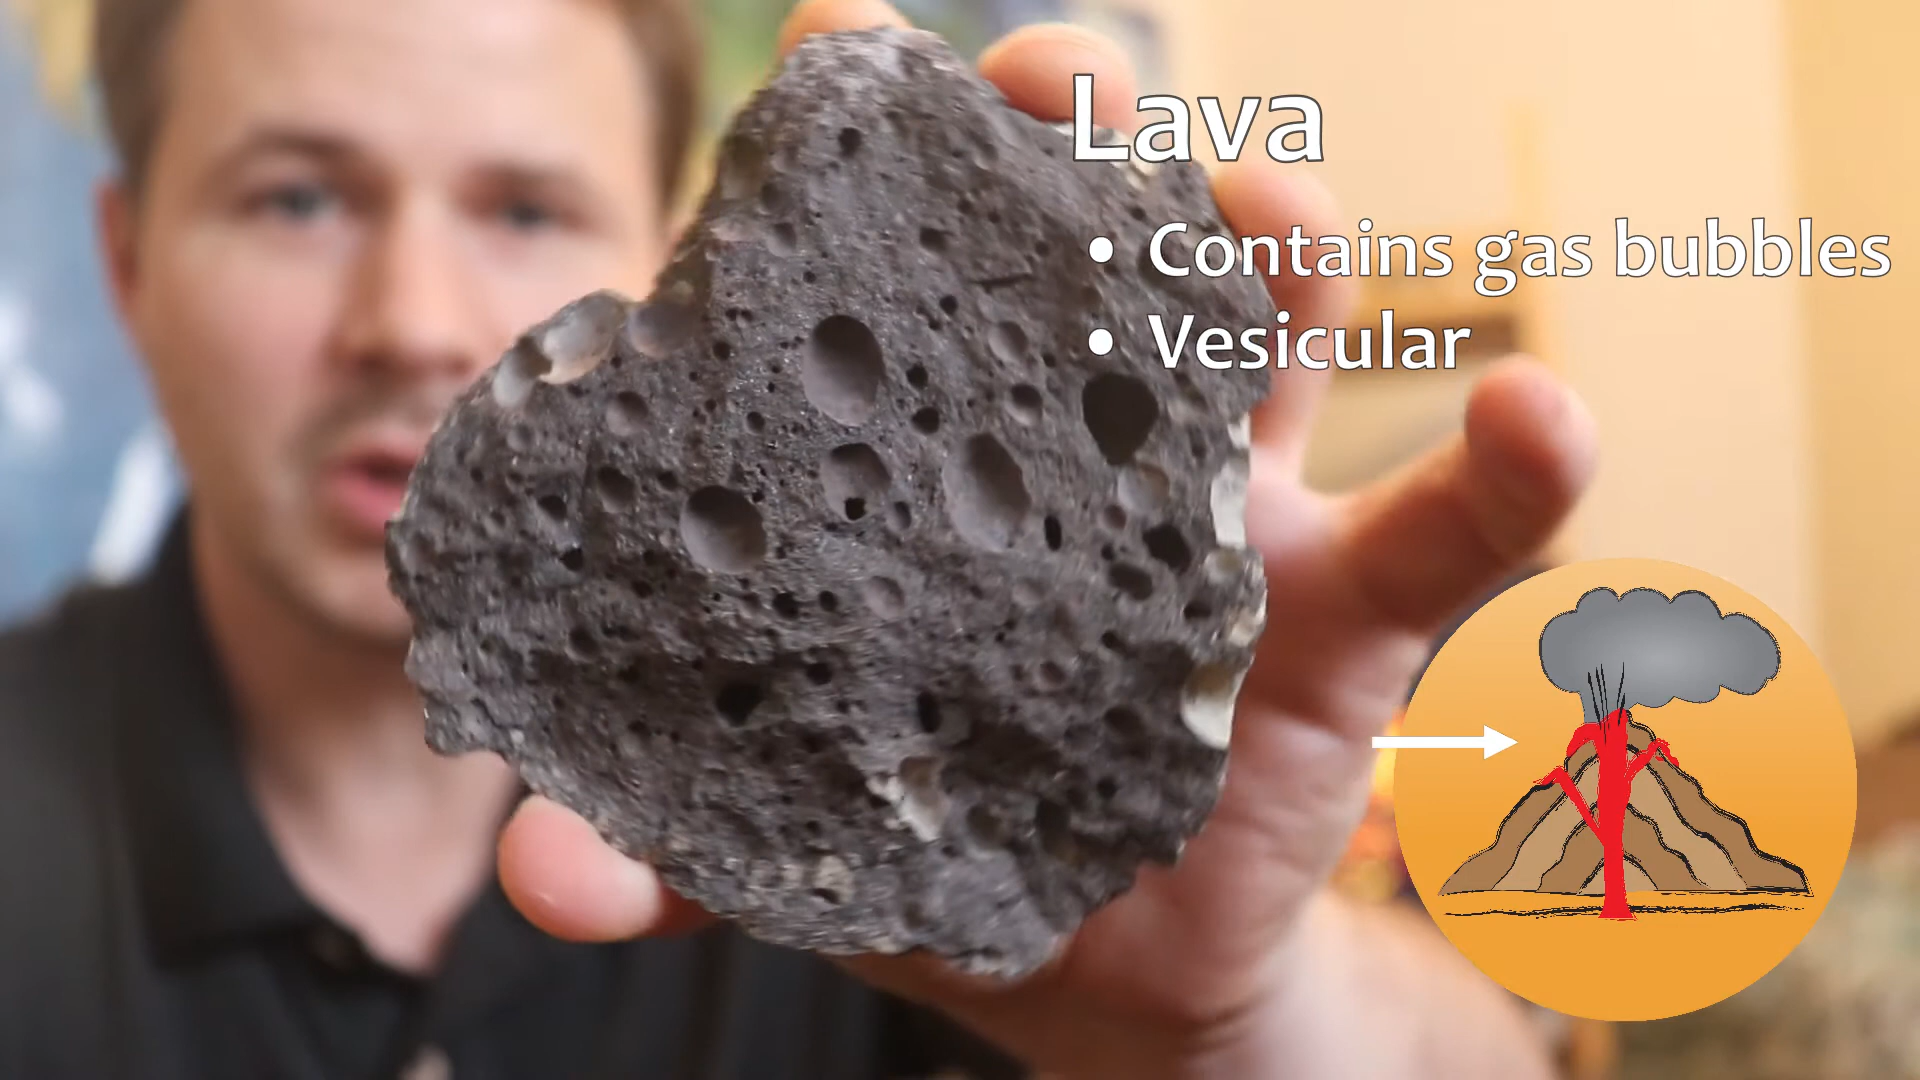 Lava
• Contains gas bubbles
• Vesicular